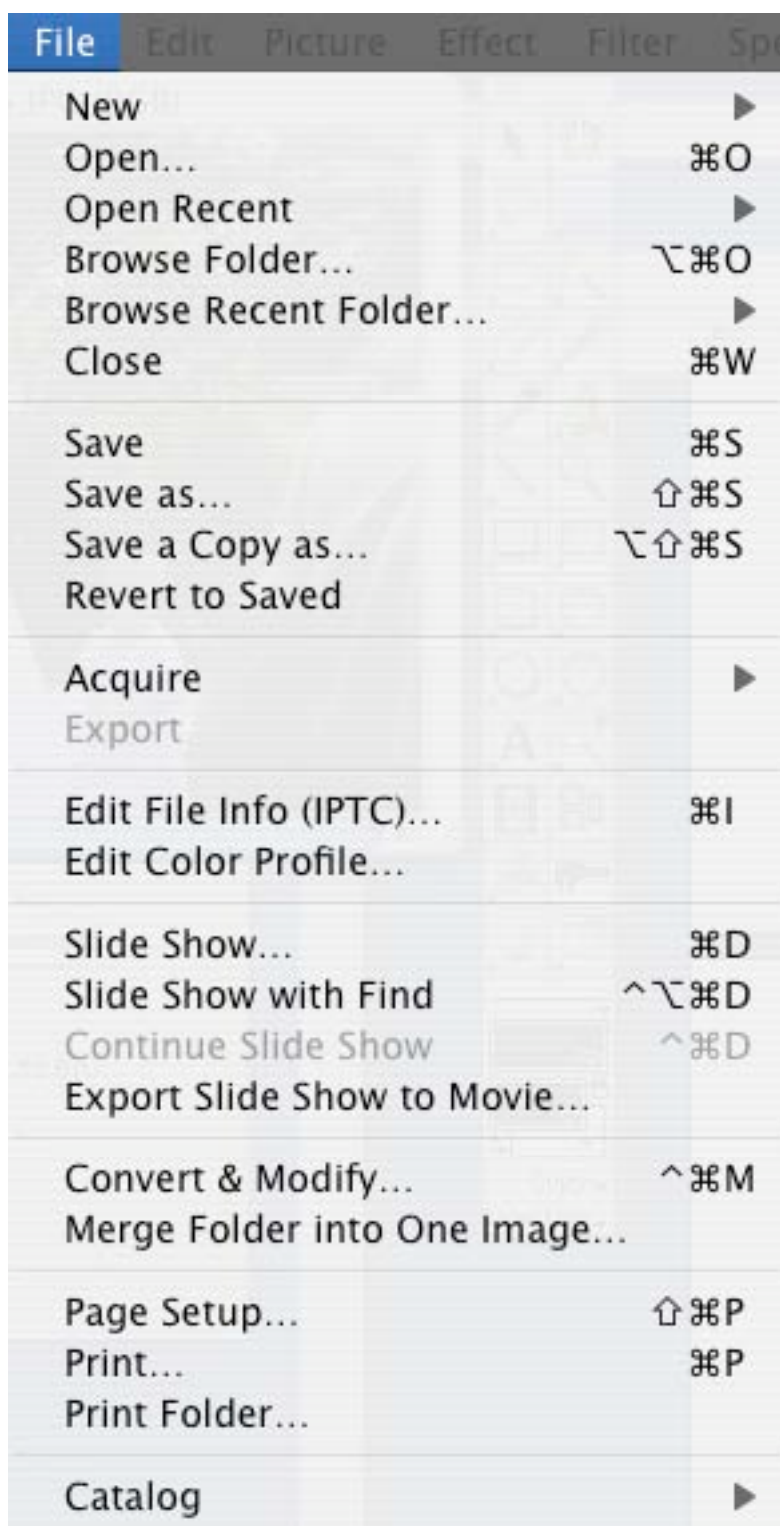 File Edit Picture Effect Filter
New ▶
Open... ⌘O
Open Recent ▶
Browse Folder... ⌥⌘O
Browse Recent Folder... ▶
Close ⌘W
Save ⌘S
Save as... ⇧⌘S
Save a Copy as... ⌥⇧⌘S
Revert to Saved
Acquire ▶
Export
Edit File Info (IPTC)... ⌘I
Edit Color Profile...
Slide Show... ⌘D
Slide Show with Find ^⌥⌘D
Continue Slide Show ^⌘D
Export Slide Show to Movie...
Convert & Modify... ^⌘M
Merge Folder into One Image...
Page Setup... ⇧⌘P
Print... ⌘P
Print Folder...
Catalog ▶